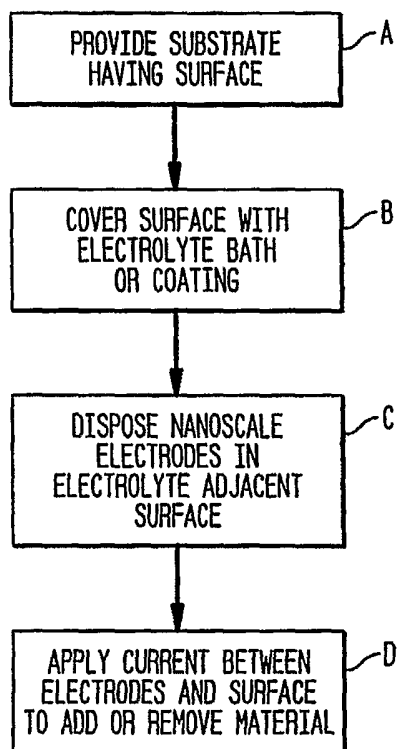 PROVIDE SUBSTRATE
HAVING SURFACE
A
COVER SURFACE WITH
ELECTROLYTE BATH
OR COATING
B
DISPOSE NANOSCALE
ELECTRODES IN
ELECTROLYTE ADJACENT
SURFACE
C
APPLY CURRENT BETWEEN
ELECTRODES AND SURFACE
TO ADD OR REMOVE MATERIAL
D